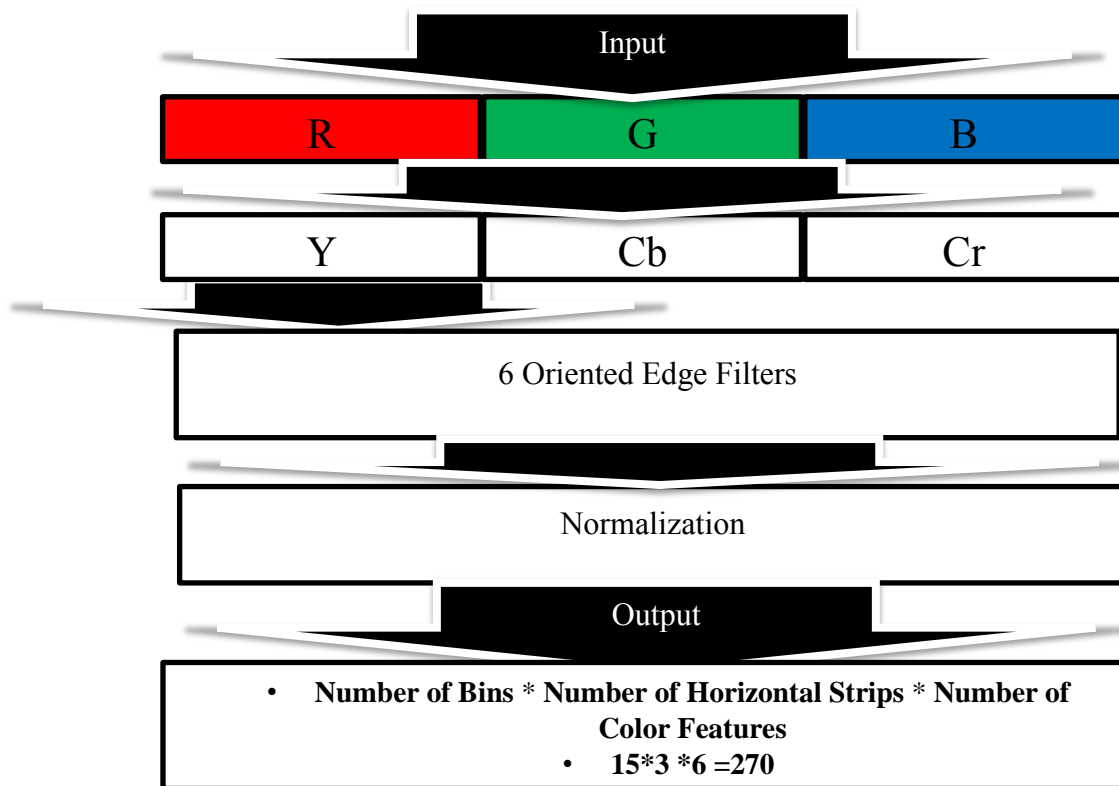 Input
R G B
Y Cb Cr
6 Oriented Edge Filters
Normalization
Output
• Number of Bins * Number of Horizontal Strips * Number of
Color Features
• 15*3 *6 =270